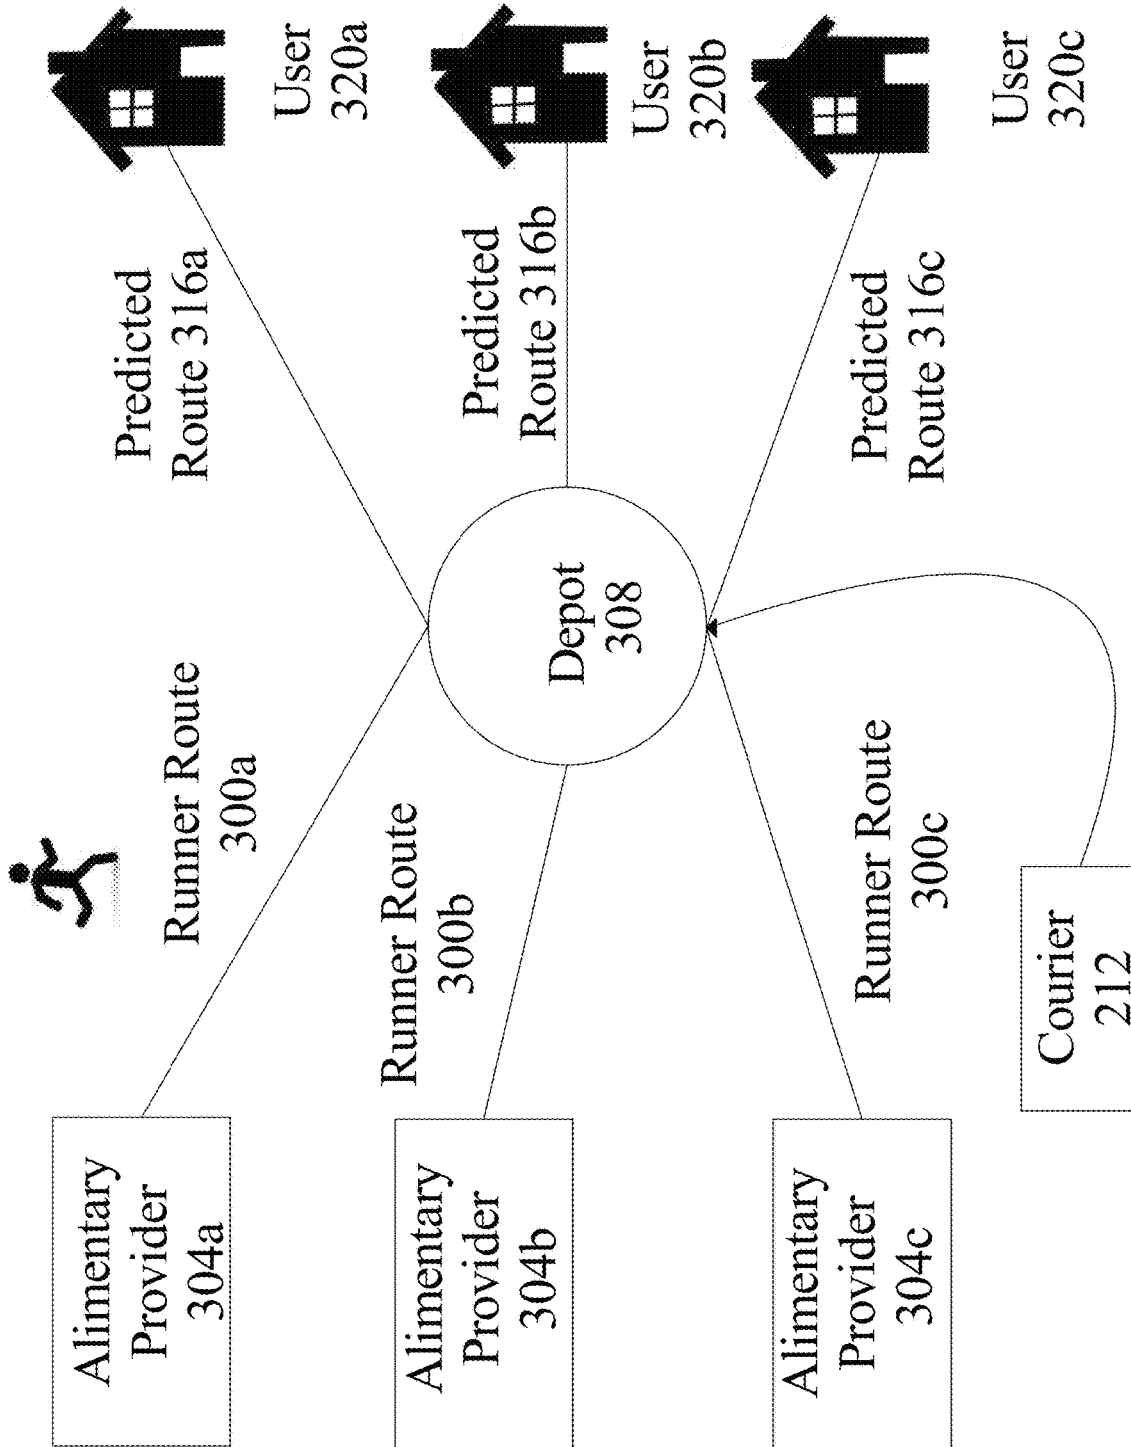 Alimentary
Provider
304a
Runner Route
300a
Predicted
Route 316a
User
320a
Alimentary
Provider
304b
Runner Route
300b
Depot
308
Predicted
Route 316b
User
320b
Alimentary
Provider
304c
Runner Route
300c
Predicted
Route 316c
User
320c
Courier
212